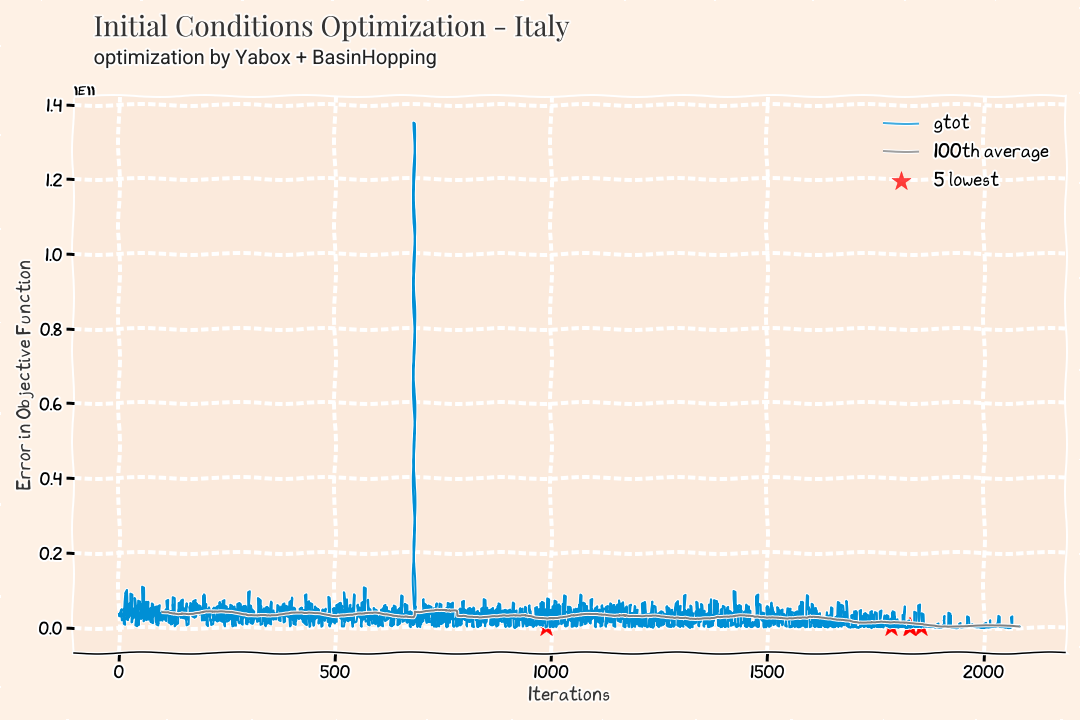 Initial Conditions Optimization - Italy
optimization by Yabox + BasinHopping
1E11
1.4
1.2
1.0
0.8
0.6
0.4
0.2
0.0
Error in Objective Function
gtot
100th average
5 lowest
0 500 1000 1500 2000
Iterations